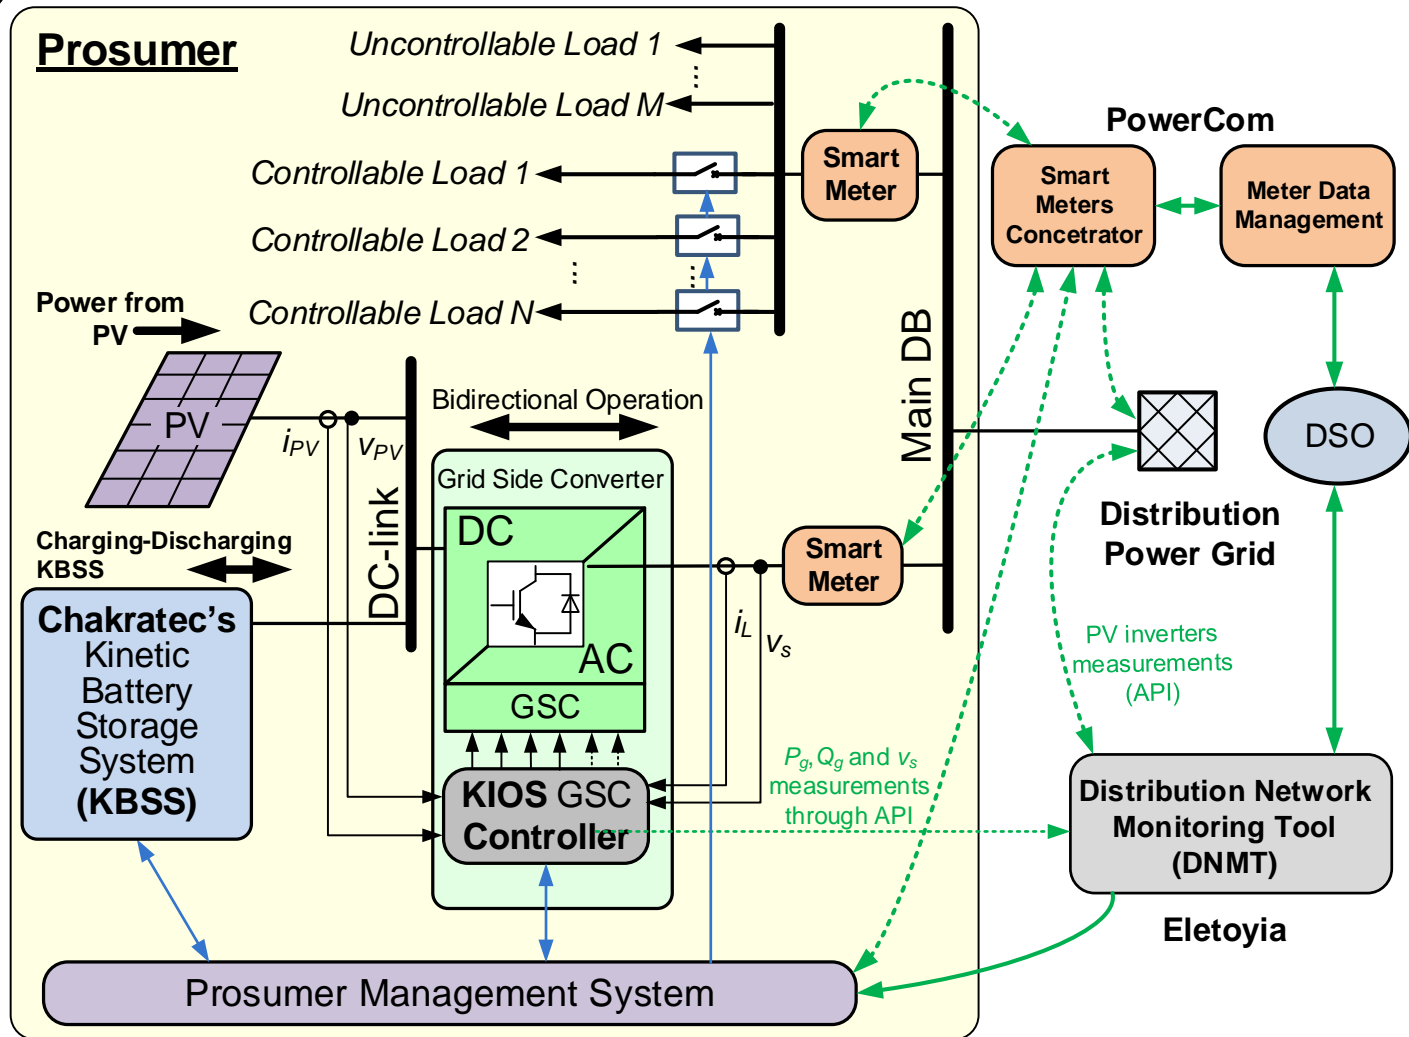 Prosumer
Uncontrollable Load 1
Uncontrollable Load M
Controllable Load 1
Controllable Load 2
Controllable Load N
Smart
Meter
PowerCom
Smart
Meters
Concetrator
Meter Data
Management
Power from
PV
PV
iPV
vPV
DC-link
Bidirectional Operation
Grid Side Converter
DC
AC
GSC
KIOS GSC
Controller
Charging-Discharging
KBSS
Chakratec's
Kinetic
Battery
Storage
System
(KBSS)
iL
vs
Smart
Meter
Main DB
DSO
Distribution
Power Grid
PV inverters
measurements
(API)
Pg, Qg and vs
measurements
through API
Distribution Network
Monitoring Tool
(DNMT)
Eletoyia
Prosumer Management System